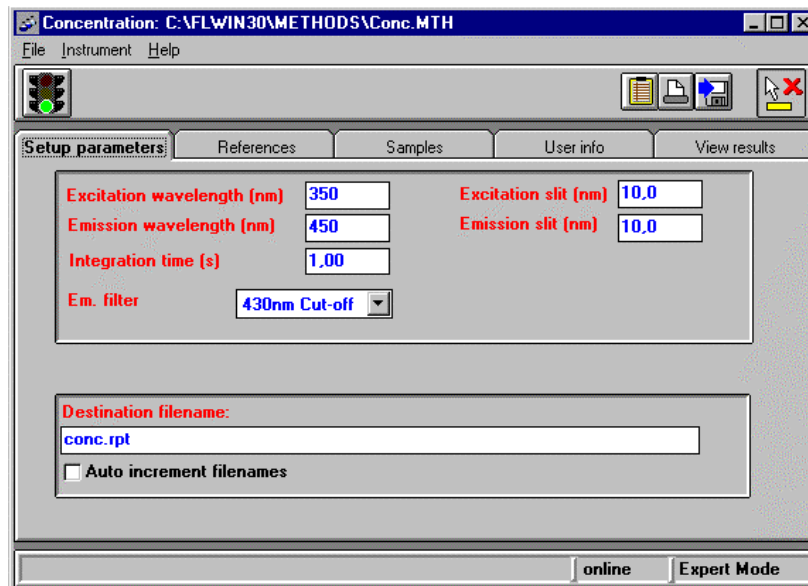 Concentration: C:\FLWIN30\METHODS\Conc.MTH
File Instrument Help
Setup parameters References Samples User info View results
Excitation wavelength (nm) 350 Excitation slit (nm) 10,0
Emission wavelength (nm) 450 Emission slit (nm) 10,0
Integration time (s) 1,00
Em. filter 430nm Cut-off
Destination filename:
conc.rpt
Auto increment filenames
online Expert Mode